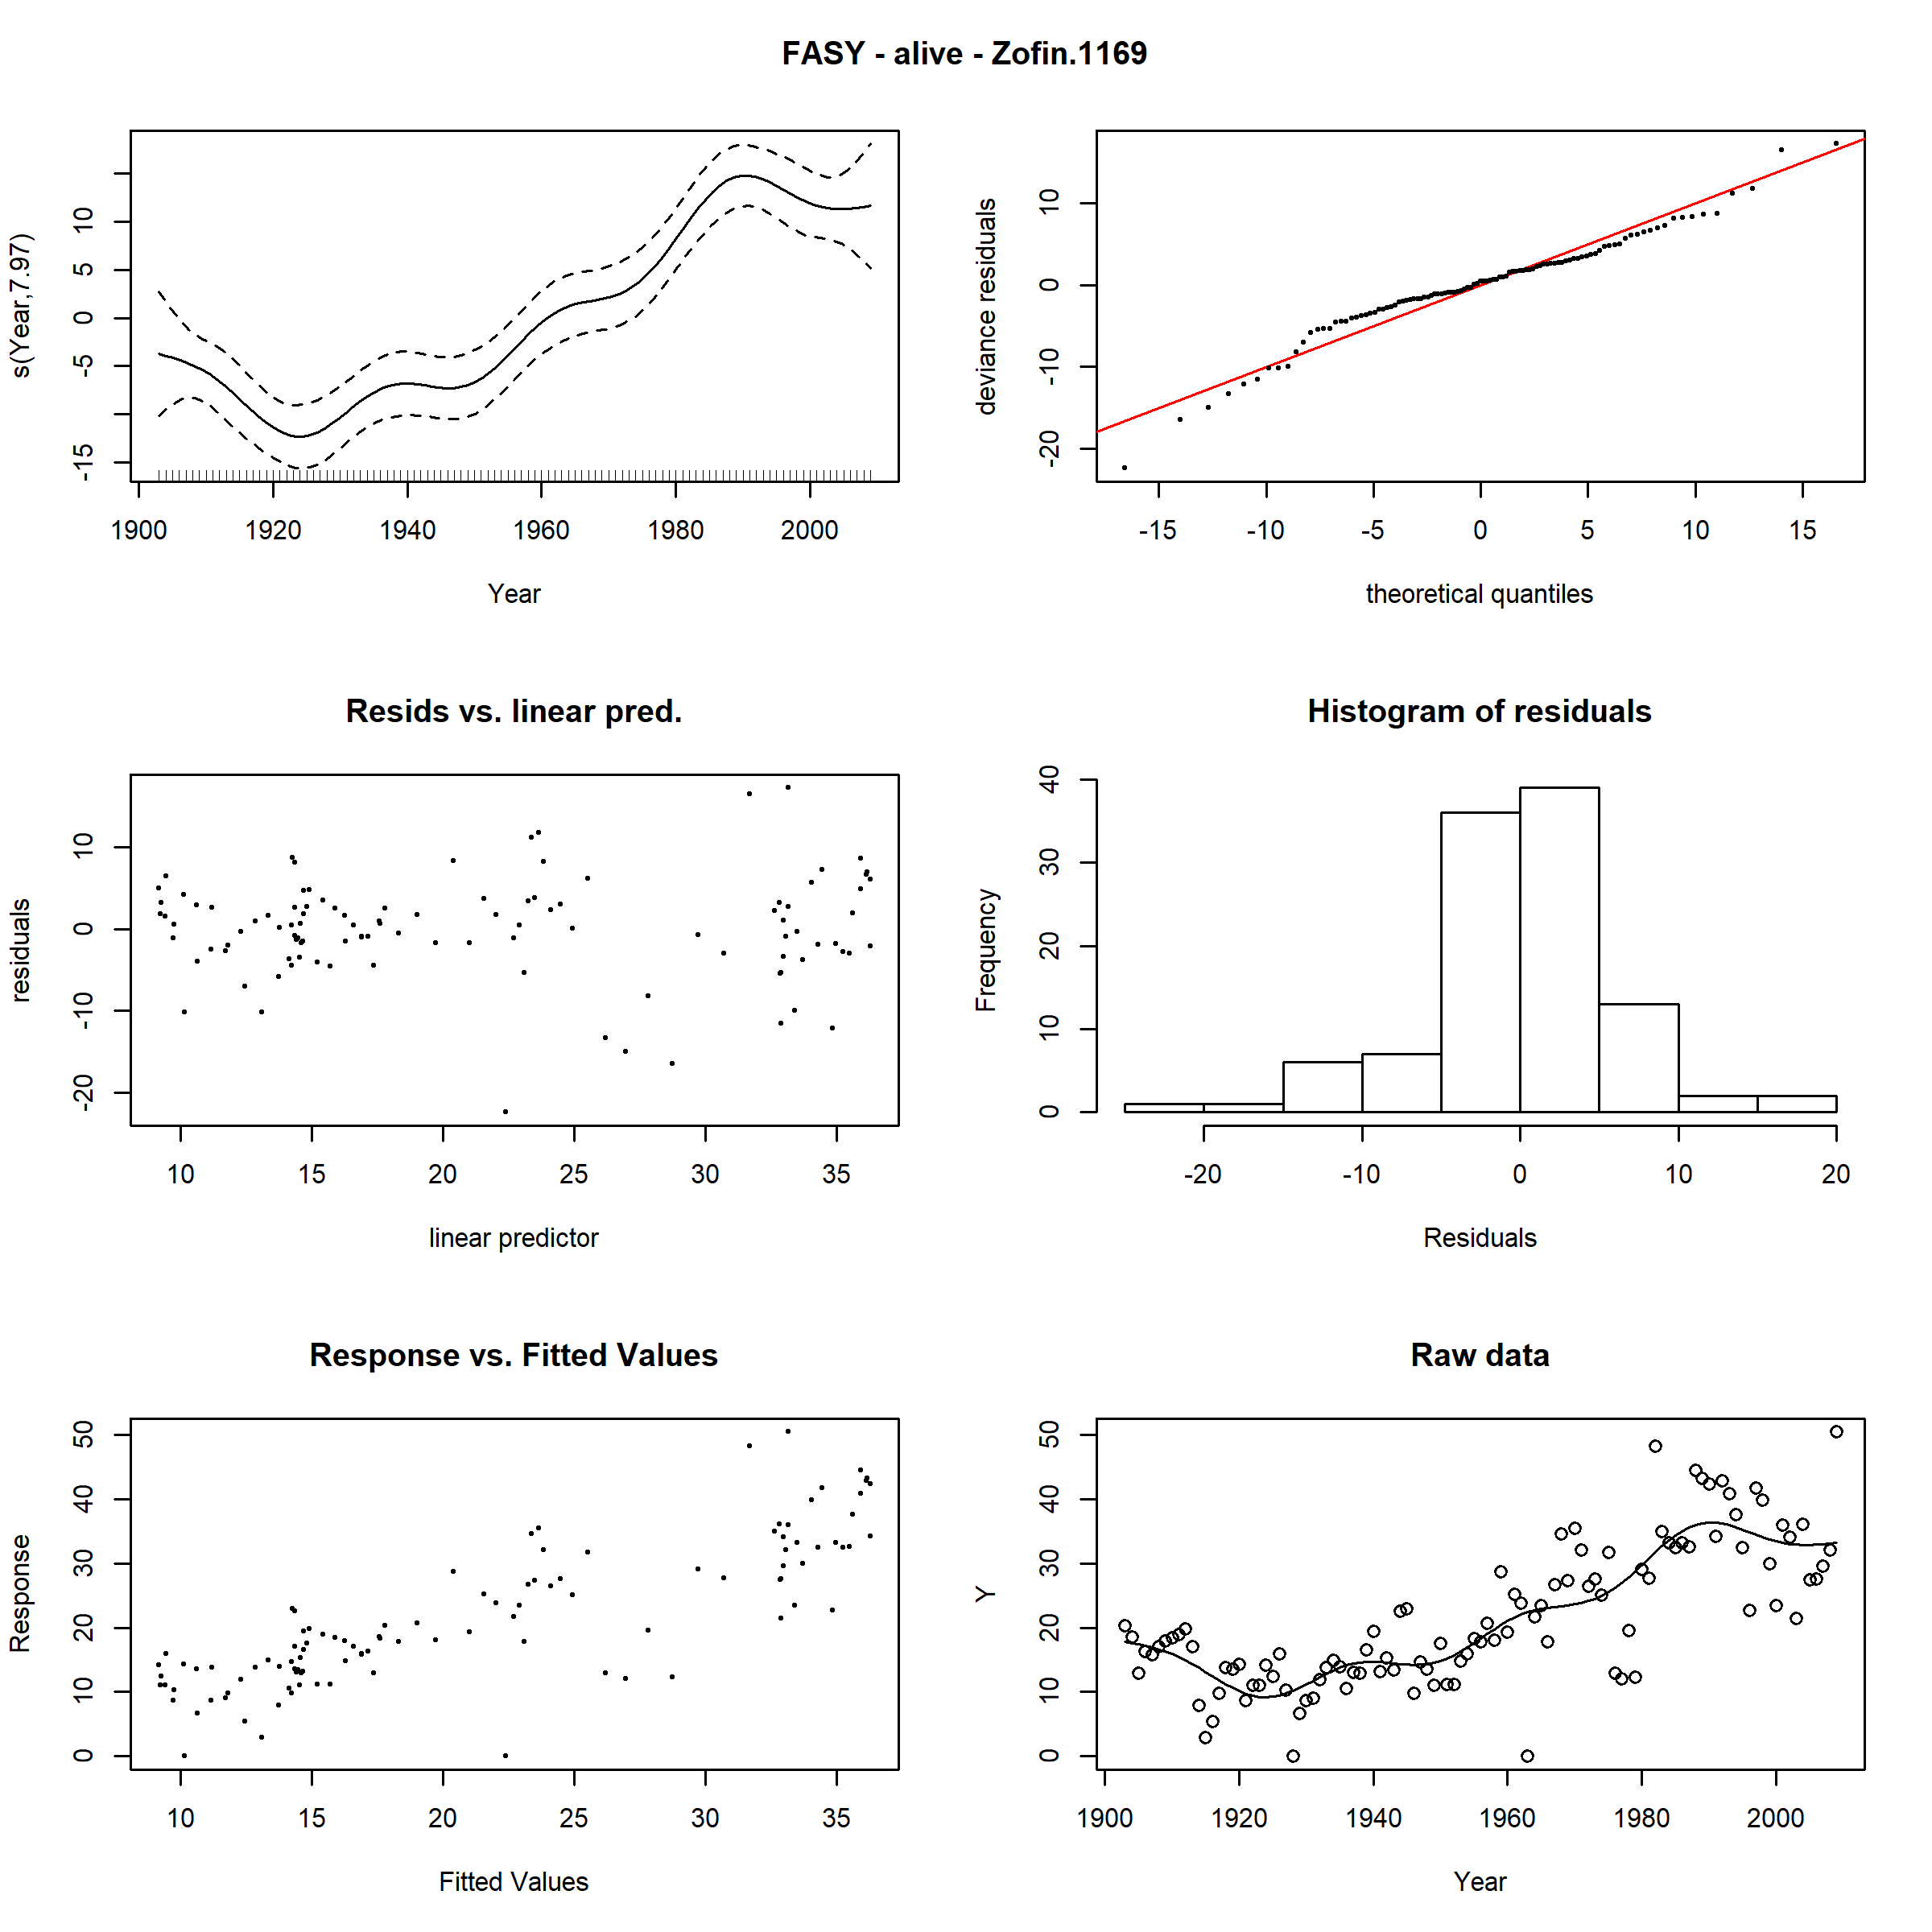 FASY - alive - Zofin.1169
s(Year,7.97)
-15 -5 0 5 10
1900 1920 1940 1960 1980 2000
Year
deviance residuals
-20 -10 0 10
-15 -10 -5 0 5 10 15
theoretical quantiles
Resids vs. linear pred.
residuals
-20 -10 0 10
10 15 20 25 30 35
linear predictor
Histogram of residuals
Frequency
0 10 20 30 40
-20 -10 0 10 20
Residuals
Response vs. Fitted Values
Response
0 10 20 30 40 50
10 15 20 25 30 35
Fitted Values
Raw data
Y
0 10 20 30 40 50
1900 1920 1940 1960 1980 2000
Year